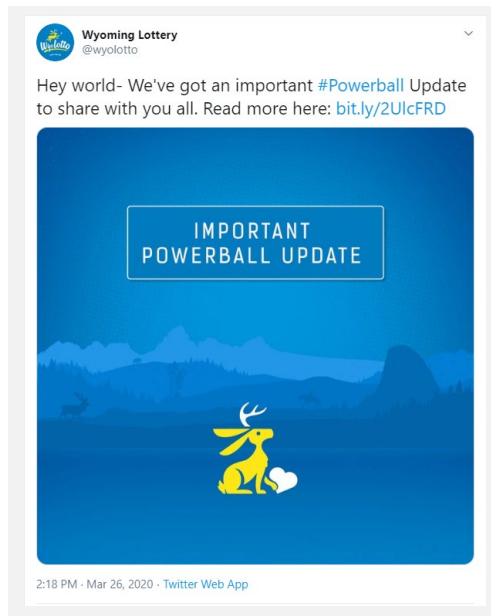 WyoLotto
Wyoming Lottery
@wyolotto
Hey world- We've got an important #Powerball Update
to share with you all. Read more here: bit.ly/2UlcFRD
IMPORTANT
POWERBALL UPDATE
2:18 PM · Mar 26, 2020 · Twitter Web App